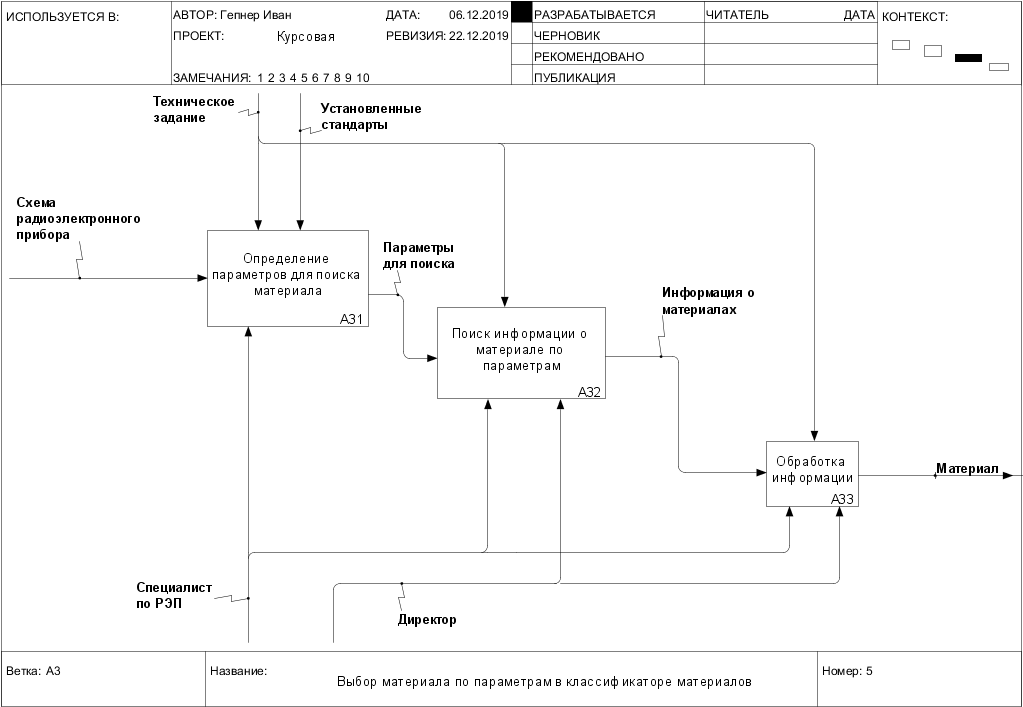 ИСПОЛЬЗУЕТСЯ В:
АВТОР: Гепнер Иван
ДАТА: 06.12.2019
РАЗРАБАТЫВАЕТСЯ
ЧИТАТЕЛЬ
ДАТА
КОНТЕКСТ:
ПРОЕКТ: Курсовая
РЕВИЗИЯ: 22.12.2019
ЧЕРНОВИК
РЕКОМЕНДОВАНО
ЗАМЕЧАНИЯ: 1 2 3 4 5 6 7 8 9 10
ПУБЛИКАЦИЯ
Техническое
задание
Установленные
стандарты
Схема
радиоэлектронного
прибора
Определение
параметров для поиска
материала
A31
Параметры
для поиска
Поиск информации о
материале по
параметрам
A32
Информация о
материалах
Обработка
информации
A33
Материал
Специалист
по РЭП
Директор
Ветка: A3
Название:
Выбор материала по параметрам в классификаторе материалов
Номер: 5